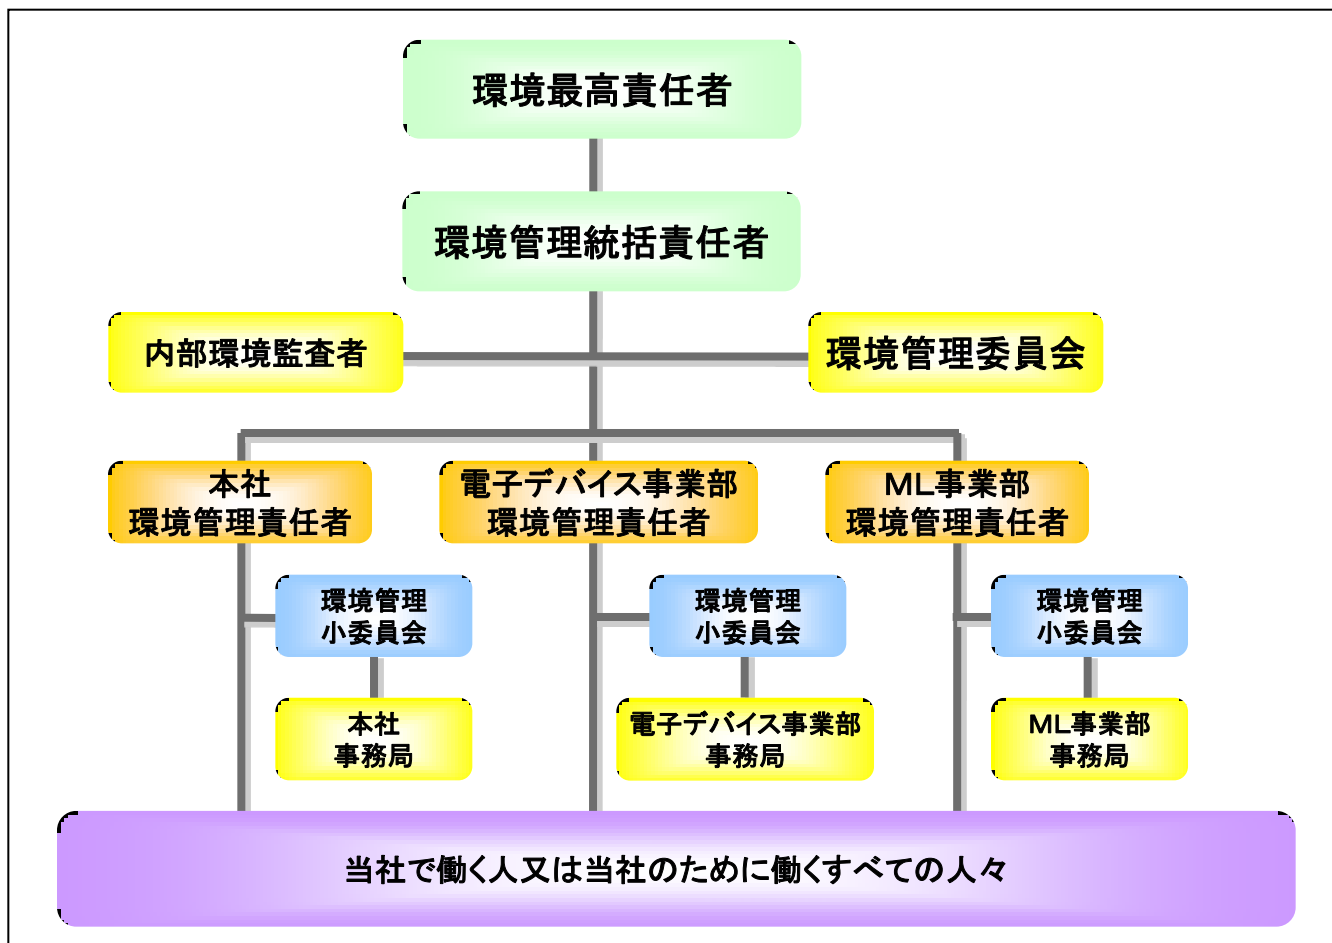 環境最高責任者
環境管理統括責任者
内部環境監査者
環境管理委員会
本社
環境管理責任者
電子デバイス事業部
環境管理責任者
ML事業部
環境管理責任者
環境管理
小委員会
環境管理
小委員会
環境管理
小委員会
本社
事務局
電子デバイス事業部
事務局
ML事業部
事務局
当社で働く人又は当社のために働くすべての人々